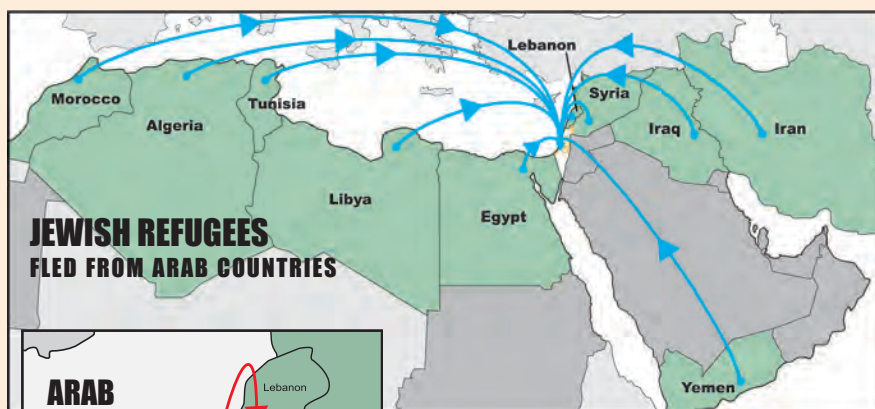 Lebanon
Morocco
Tunisia
Syria
Algeria
Iraq
Iran
Libya
Egypt
JEWISH REFUGEES
FLED FROM ARAB COUNTRIES
Yemen
ARAB
Lebanon